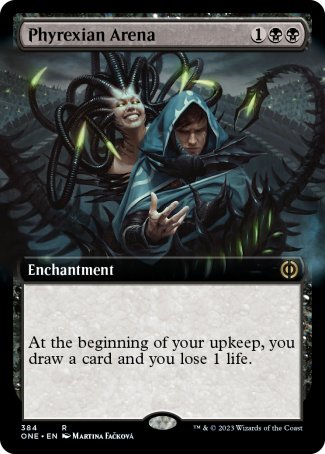 Phyrexian Arena 1
Enchantment
At the beginning of your upkeep, you
draw a card and you lose 1 life.
384 R
ONE • EN Martina Fačková ™ & © 2023 Wizards of the Coast